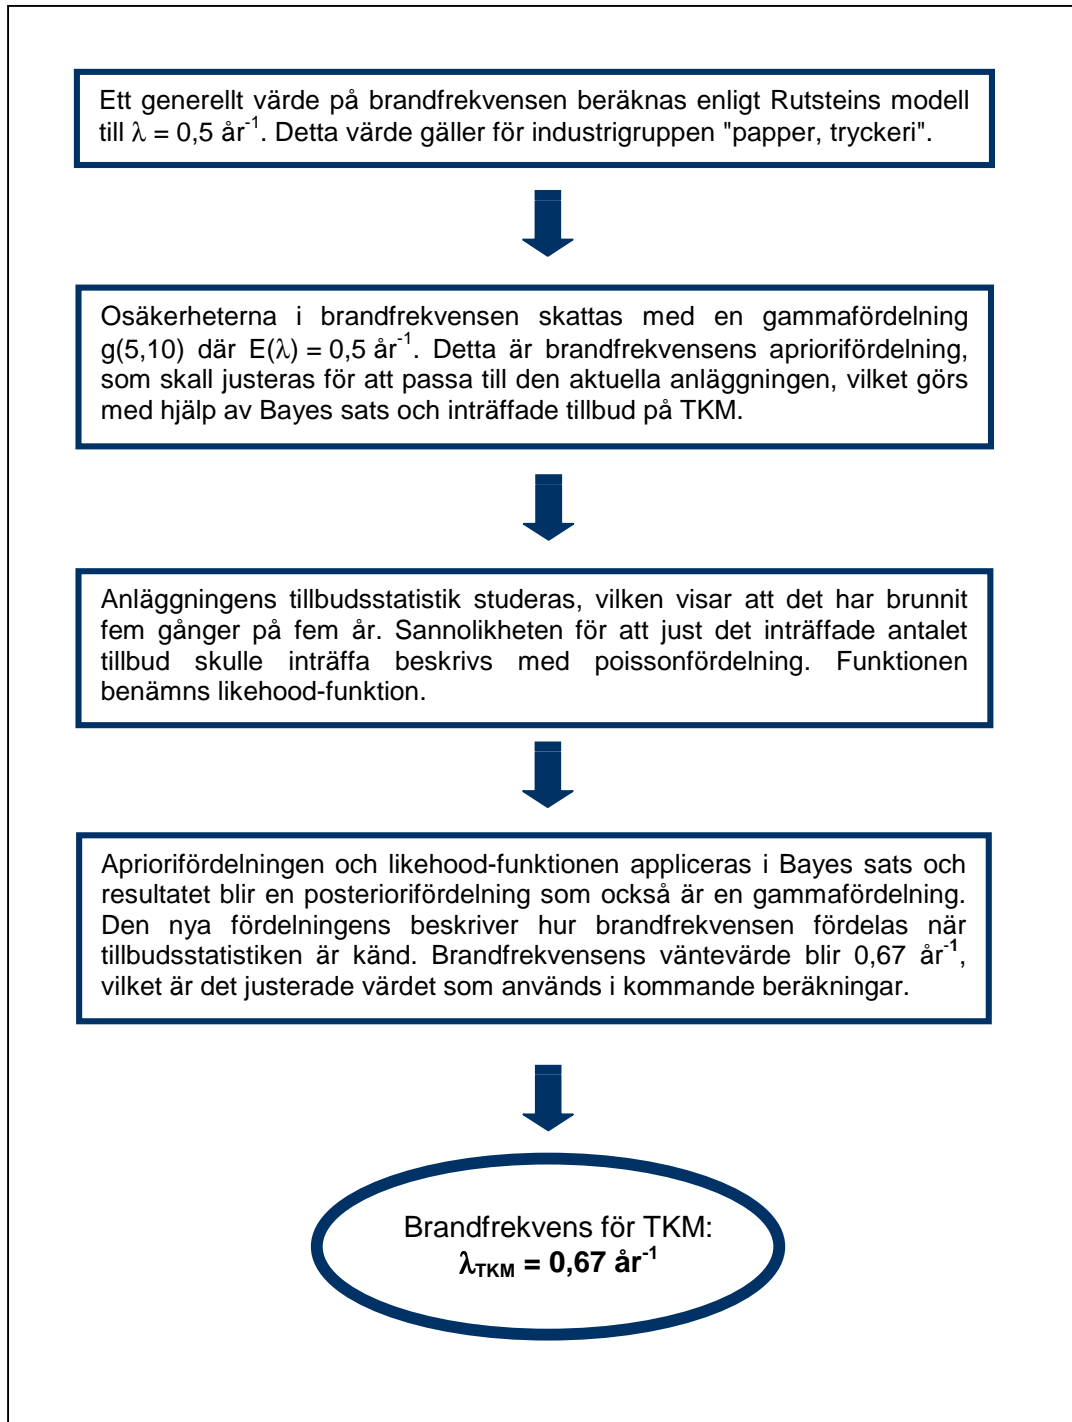 Ett generellt värde på brandfrekvensen beräknas enligt Rutsteins modell
till λ = 0,5 år⁻¹. Detta värde gäller för industrigruppen "papper, tryckeri".
Osäkerheterna i brandfrekvensen skattas med en gammafördelning
g(5,10) där E(λ) = 0,5 år⁻¹. Detta är brandfrekvensens apriorifördelning,
som skall justeras för att passa till den aktuella anläggningen, vilket görs
med hjälp av Bayes sats och inträffade tillbud på TKM.
Anläggningens tillbudsstatistik studeras, vilken visar att det har brunnit
fem gånger på fem år. Sannolikheten för att just det inträffade antalet
tillbud skulle inträffa beskrivs med poissonfördelning. Funktionen
benämns likehood-funktion.
Apriorifördelningen och likehood-funktionen appliceras i Bayes sats och
resultatet blir en posteriorifördelning som också är en gammafördelning.
Den nya fördelningens beskriver hur brandfrekvensen fördelas när
tillbudsstatistiken är känd. Brandfrekvensens väntevärde blir 0,67 år⁻¹,
vilket är det justerade värdet som används i kommande beräkningar.
Brandfrekvens för TKM:
λTKM = 0,67 år⁻¹